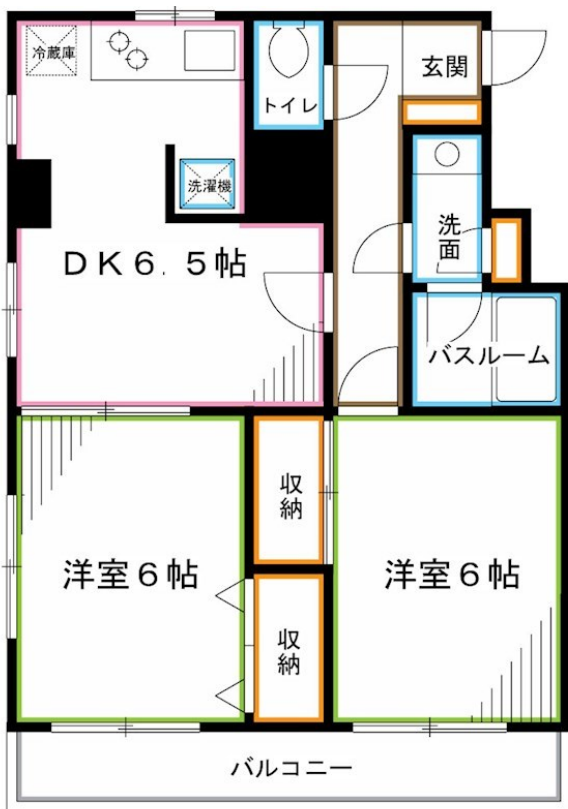 冷蔵庫
トイレ
玄関
洗濯機
洗面
DK6.5帖
バスルーム
収納
洋室6帖
洋室6帖
収納
バルコニー